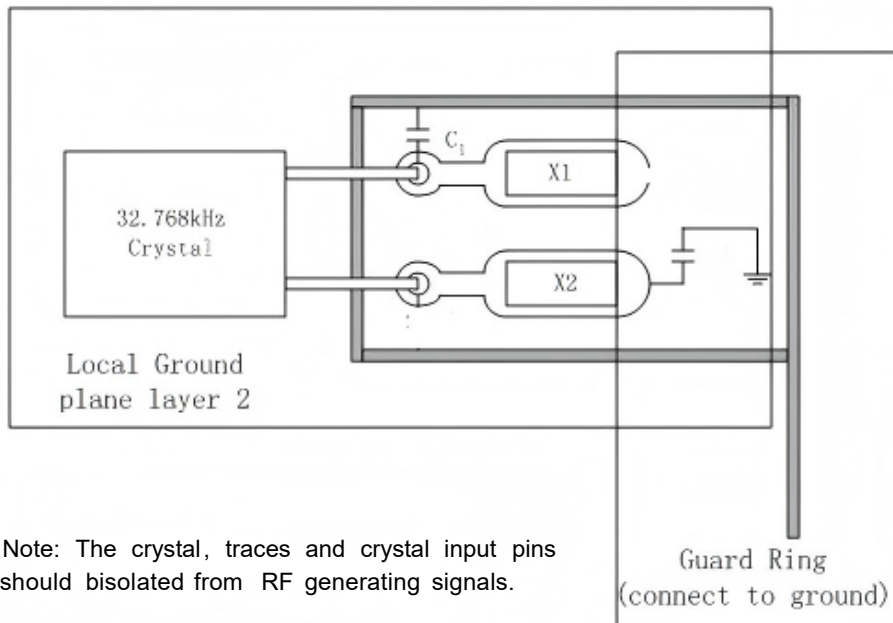 C1
X1
32.768kHz
Crystal
X2
Local Ground
plane layer 2
Note: The crystal, traces and crystal input pins
should bisolated from RF generating signals.
Guard Ring
(connect to ground)